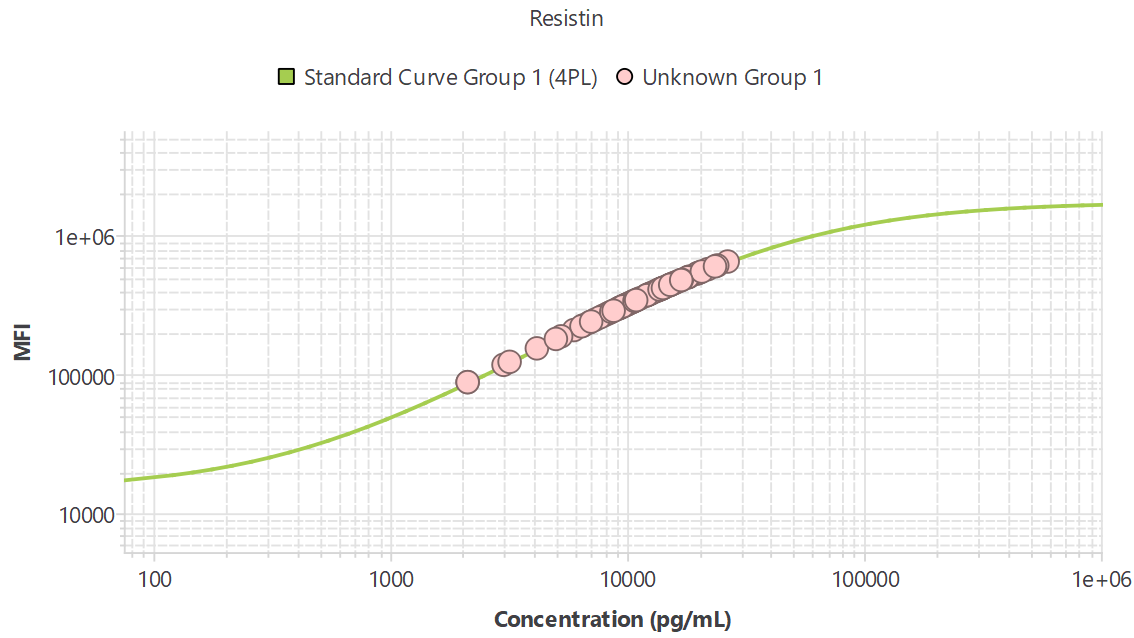 Resistin
Standard Curve Group 1 (4PL) Unknown Group 1
1e+06
100000
10000
MFI
100 1000 10000 100000 1e+06
Concentration (pg/mL)